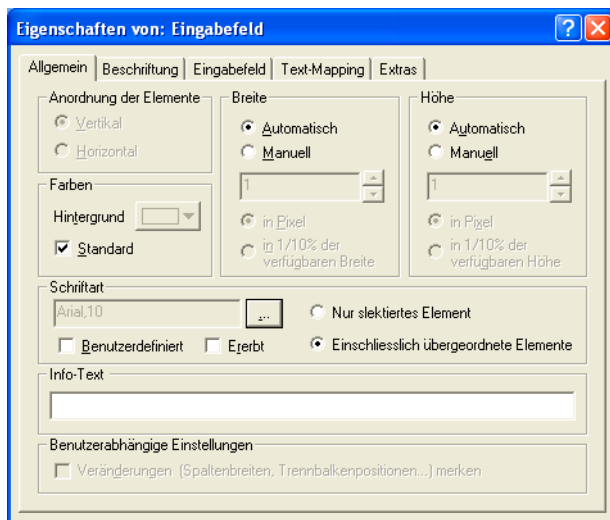 Eigenschaften von: Eingabefeld
Allgemein Beschriftung Eingabefeld Text-Mapping Extras
Anordnung der Elemente
Vertikal
Horizontal
Farben
Hintergrund
Standard
Breite
Automatisch
Manuell
1
in Pixel
in 1/10% der
verfügbaren Breite
Höhe
Automatisch
Manuell
1
in Pixel
in 1/10% der
verfügbaren Höhe
Schriftart
Arial,10 ... Nur slektiertes Element
Benutzerdefiniert Ererbt Einschliesslich übergeordnete Elemente
Info-Text
Benutzerabhängige Einstellungen
Veränderungen (Spaltenbreiten, Trennbalkenpositionen...) merken